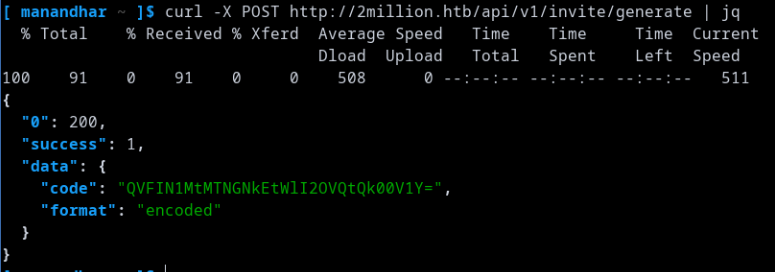 [ manandhar ~ ]$ curl -X POST http://2million.htb/api/v1/invite/generate | jq
  % Total    % Received % Xferd  Average Speed   Time    Time     Time  Current
                                 Dload  Upload   Total   Spent    Left  Speed
100    91    0    91    0     0    508      0 --:--:-- --:--:-- --:--:--   511
{
  "0": 200,
  "success": 1,
  "data": {
    "code": "QVFIN1MtMTNGNkEtWlI2OVQtQk00V1Y=",
    "format": "encoded"
  }
}